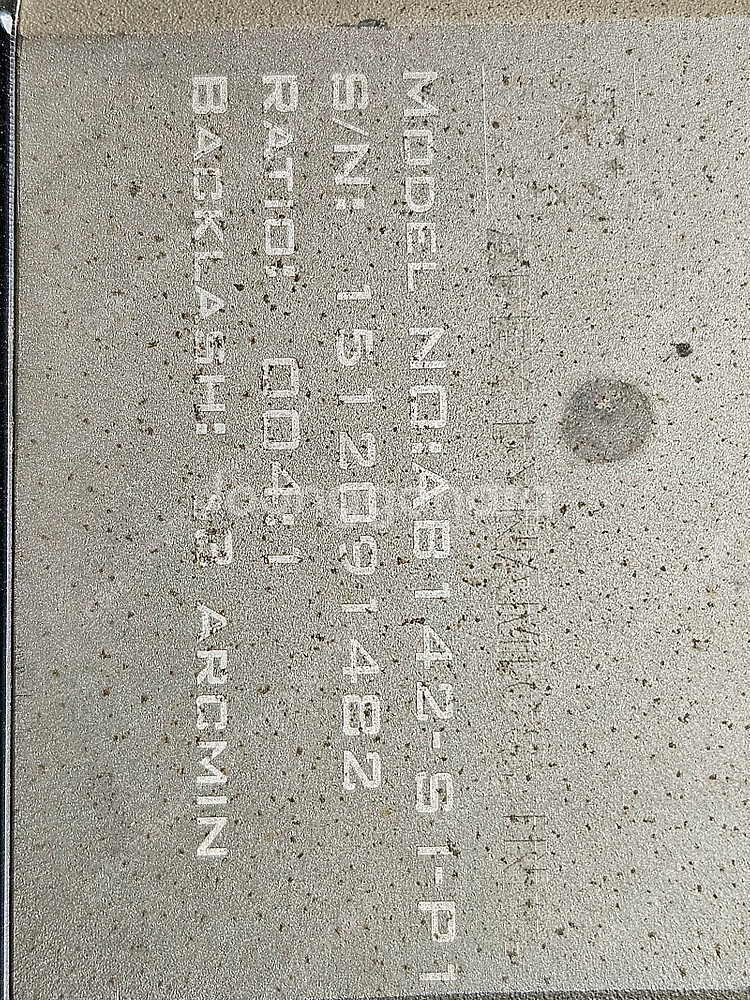 MODEL NO:AB142-S1-P1
S/N: 1512091482
RATIO: 004:1
BACKLASH: <3 ARCMIN